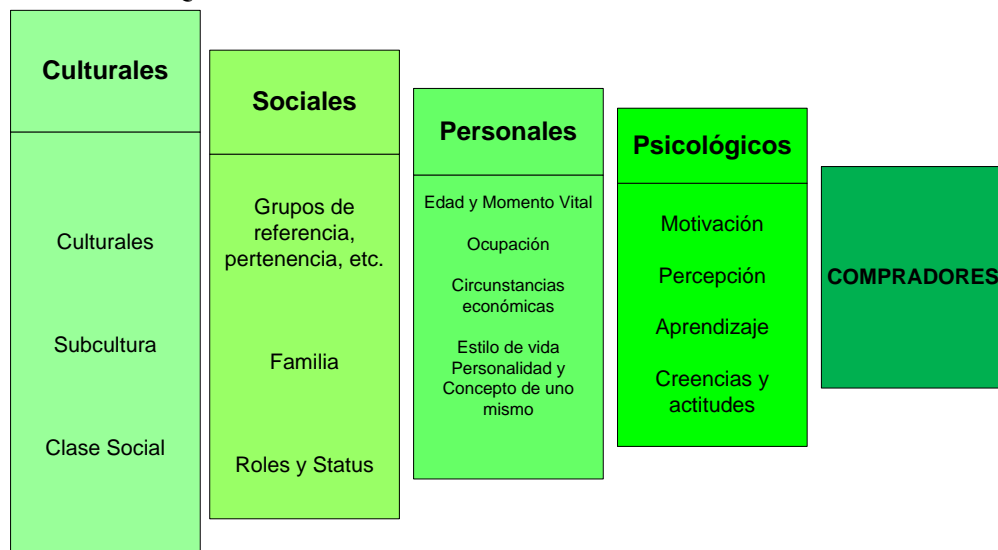 Culturales
Culturales
Subcultura
Clase Social
Sociales
Grupos de
referencia,
pertenencia, etc.
Familia
Roles y Status
Personales
Edad y Momento Vital
Ocupación
Circunstancias
económicas
Estilo de vida
Personalidad y
Concepto de uno
mismo
Psicológicos
Motivación
Percepción
Aprendizaje
Creencias y
actitudes
COMPRADORES